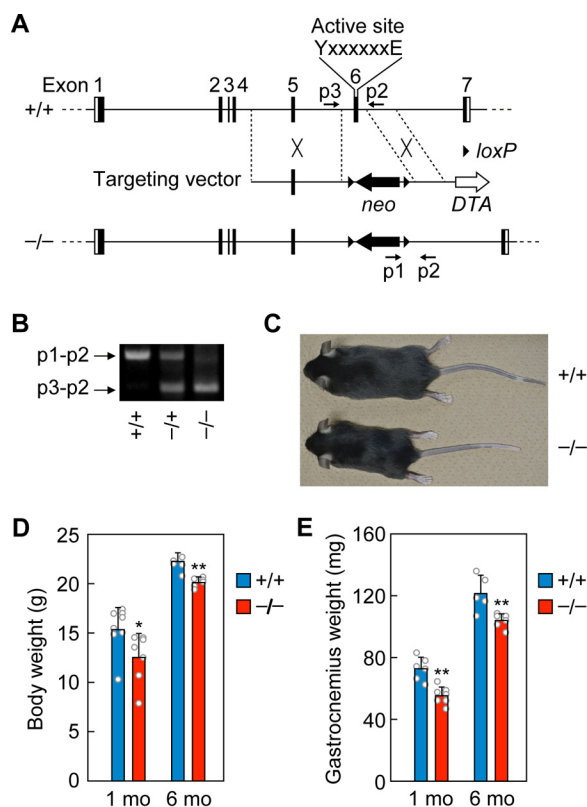 A
Active site
YxxxxxxE
Exon 1 2 3 4 5 6 7
p3 p2
+/+
loxP
Targeting vector
neo DTA
–/–
p1 p2
B
p1-p2
p3-p2
+/+ –/+ –/–
C
+/+
–/–
D
Body weight (g)
25
20
15
10
5
0
* **
1 mo 6 mo
+/+
–/–
E
Gastrocnemius weight (mg)
160
120
80
40
0
** **
1 mo 6 mo
+/+
–/–